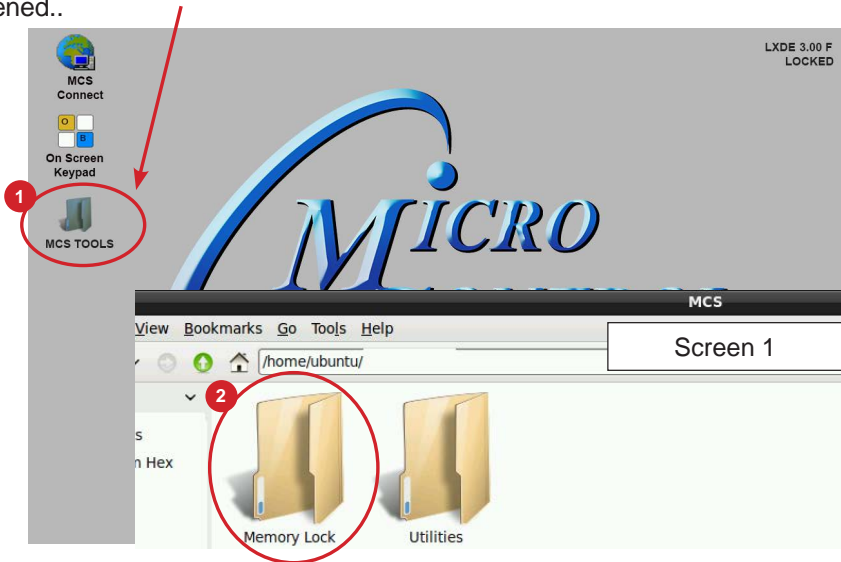 ened..
LXDE 3.00 F
LOCKED
MCS
Connect
O
B
On Screen
Keypad
1
MCS TOOLS
MICRO
MCS
View Bookmarks Go Tools Help
Screen 1
/home/ubuntu/
2
s
n Hex
Memory Lock
Utilities